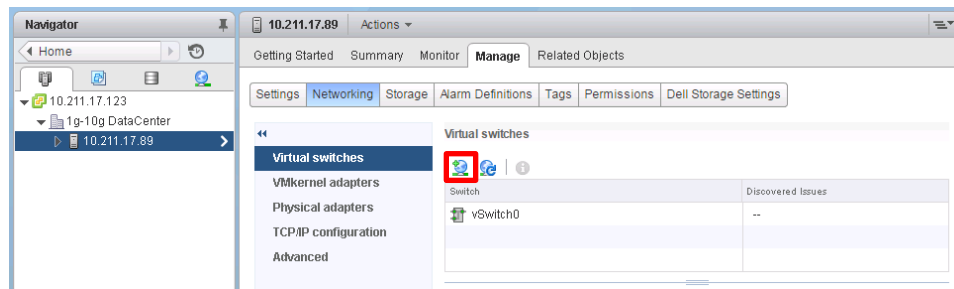 Navigator
10.211.17.89 Actions
Home
Getting Started Summary Monitor Manage Related Objects
Settings Networking Storage Alarm Definitions Tags Permissions Dell Storage Settings
10.211.17.123
1g-10g DataCenter
10.211.17.89
Virtual switches
VMkernel adapters
Physical adapters
TCP/IP configuration
Advanced
Virtual switches
Switch Discovered Issues
vSwitch0 --